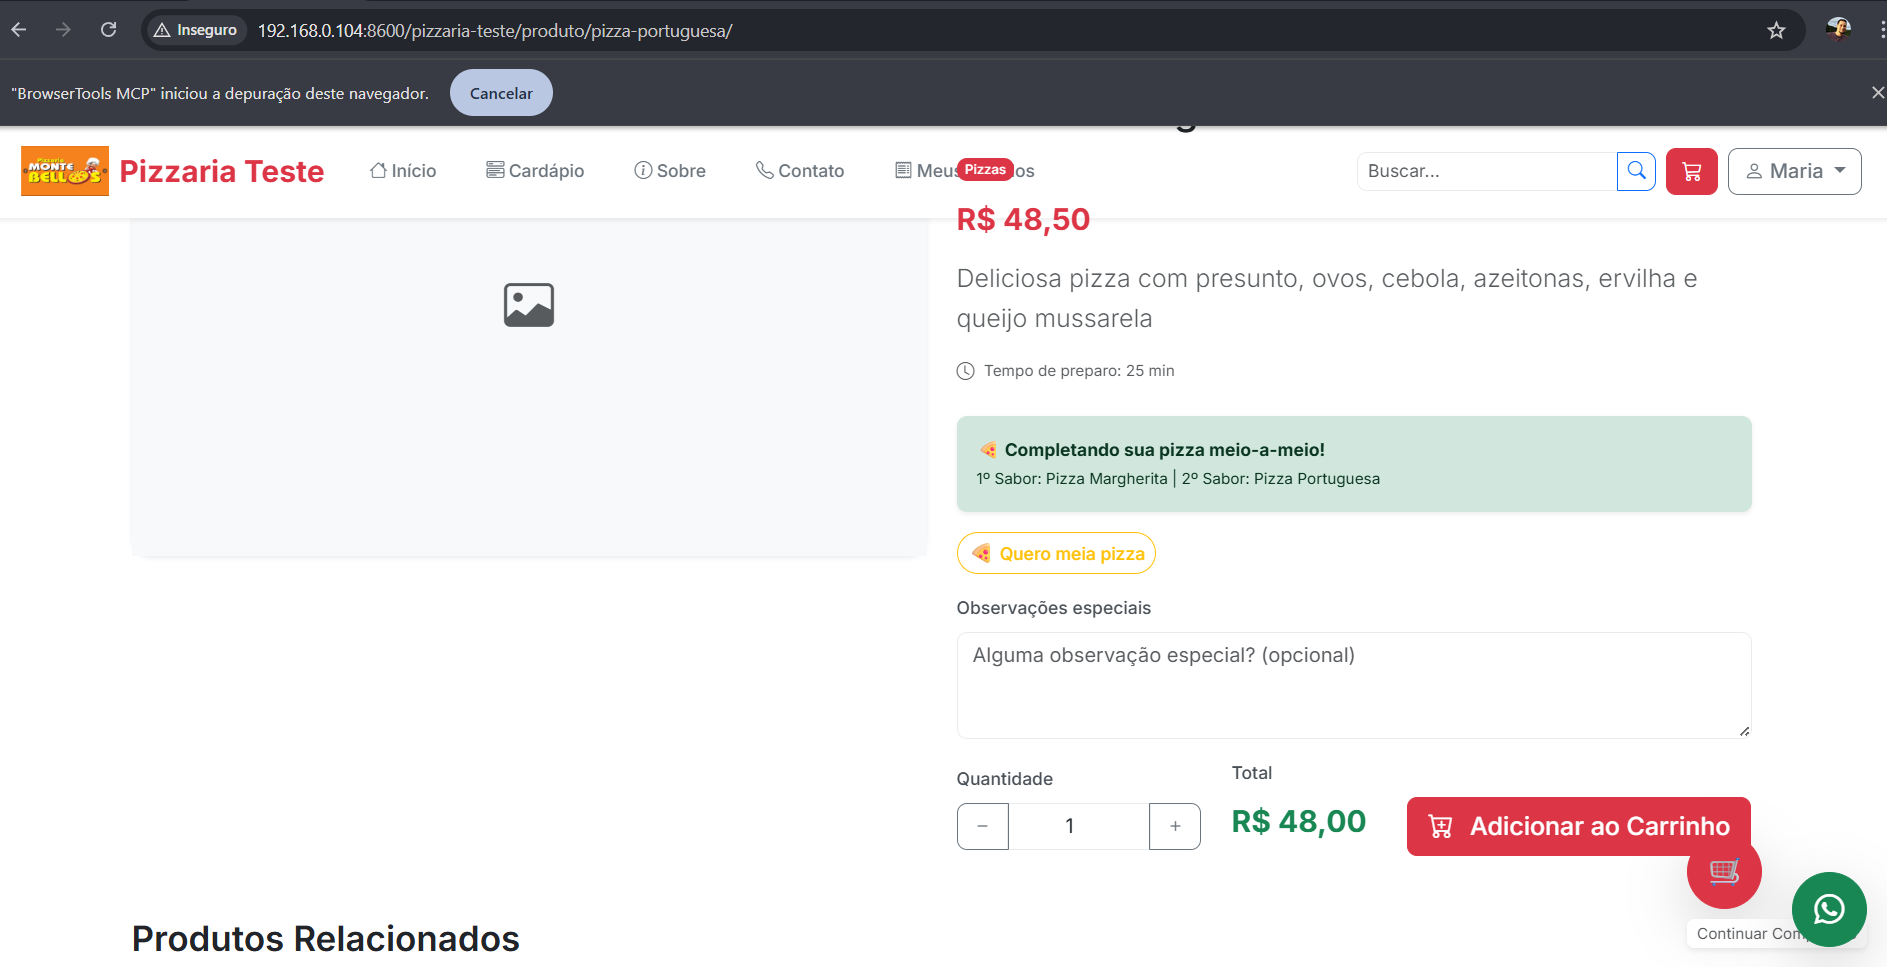 Inseguro
192.168.0.104:8600/pizzaria-teste/produto/pizza-portuguesa/
"BrowserTools MCP" iniciou a depuração deste navegador.
Cancelar
Pizzaria
MONTE
BELLOS
Pizzaria Teste
Início
Cardápio
Sobre
Contato
Pizzas
Buscar...
Maria
R$ 48,50
Deliciosa pizza com presunto, ovos, cebola, azeitonas, ervilha e
queijo mussarela
Tempo de preparo: 25 min
🍕 Completando sua pizza meio-a-meio!
1º Sabor: Pizza Margherita | 2º Sabor: Pizza Portuguesa
🍕 Quero meia pizza
Observações especiais
Alguma observação especial? (opcional)
Quantidade
Total
− 1 +
R$ 48,00
Adicionar ao Carrinho
Continuar
Produtos Relacionados